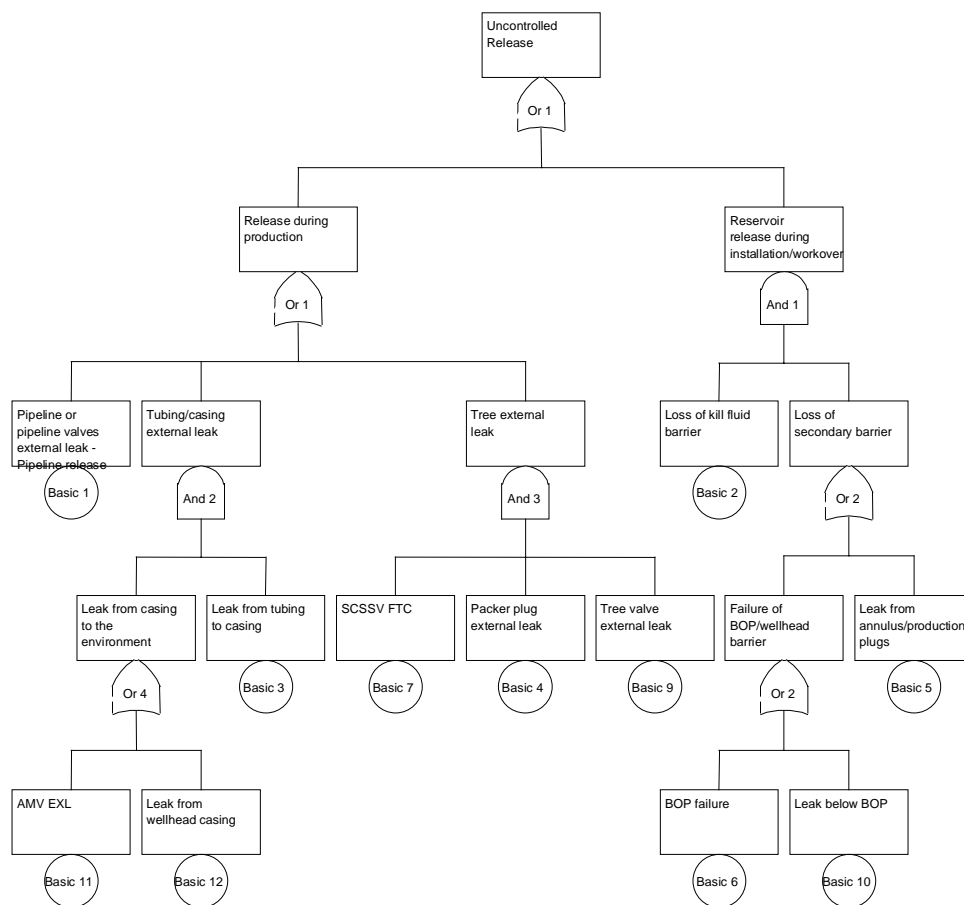 Uncontrolled
Release
Or 1
Release during
production
Reservoir
release during
installation/workover
Or 1
And 1
Pipeline or
pipeline valves
external leak -
Pipeline release
Tubing/casing
external leak
Tree external
leak
Loss of kill fluid
barrier
Loss of
secondary barrier
Basic 1
And 2
And 3
Basic 2
Or 2
Leak from casing
to the
environment
Leak from tubing
to casing
SCSSV FTC
Packer plug
external leak
Tree valve
external leak
Failure of
BOP/wellhead
barrier
Leak from
annulus/production
plugs
Or 4
Basic 3
Basic 7
Basic 4
Basic 9
Or 2
Basic 5
AMV EXL
Leak from
wellhead casing
BOP failure
Leak below BOP
Basic 11
Basic 12
Basic 6
Basic 10